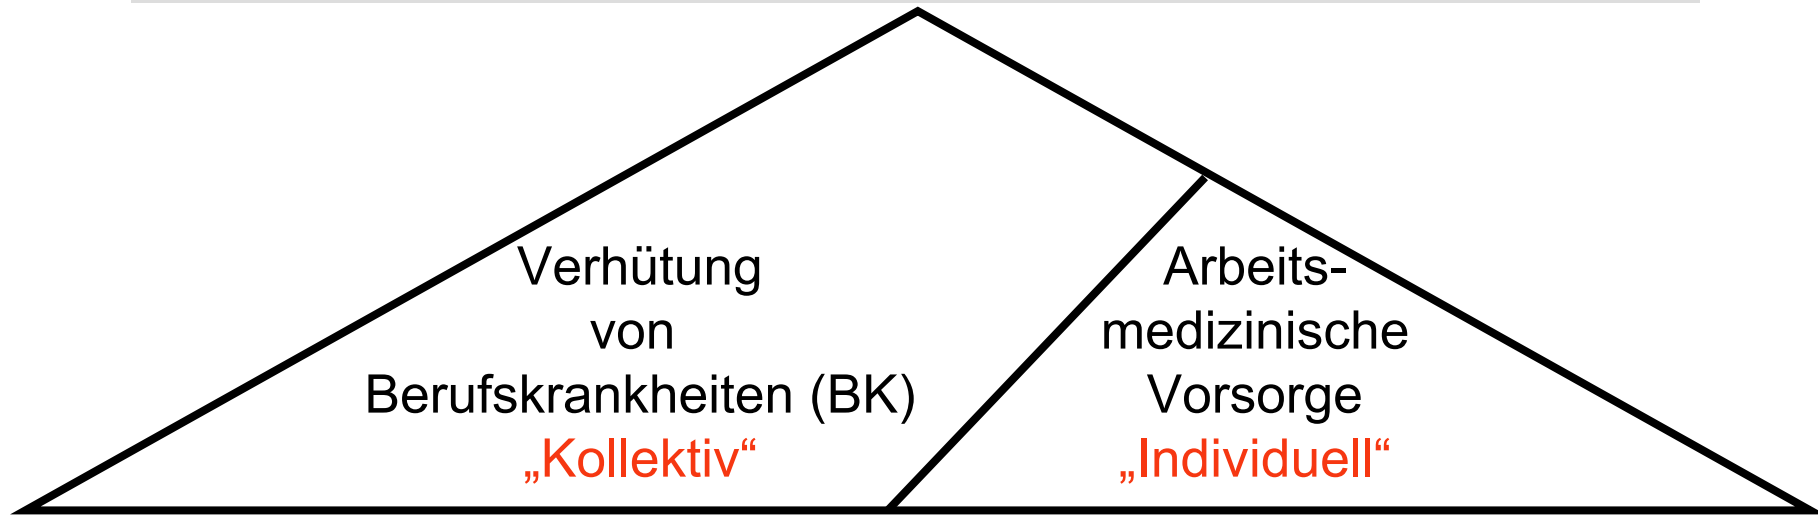 Verhütung
von
Berufskrankheiten (BK)
„Kollektiv“
Arbeits-
medizinische
Vorsorge
„Individuell“